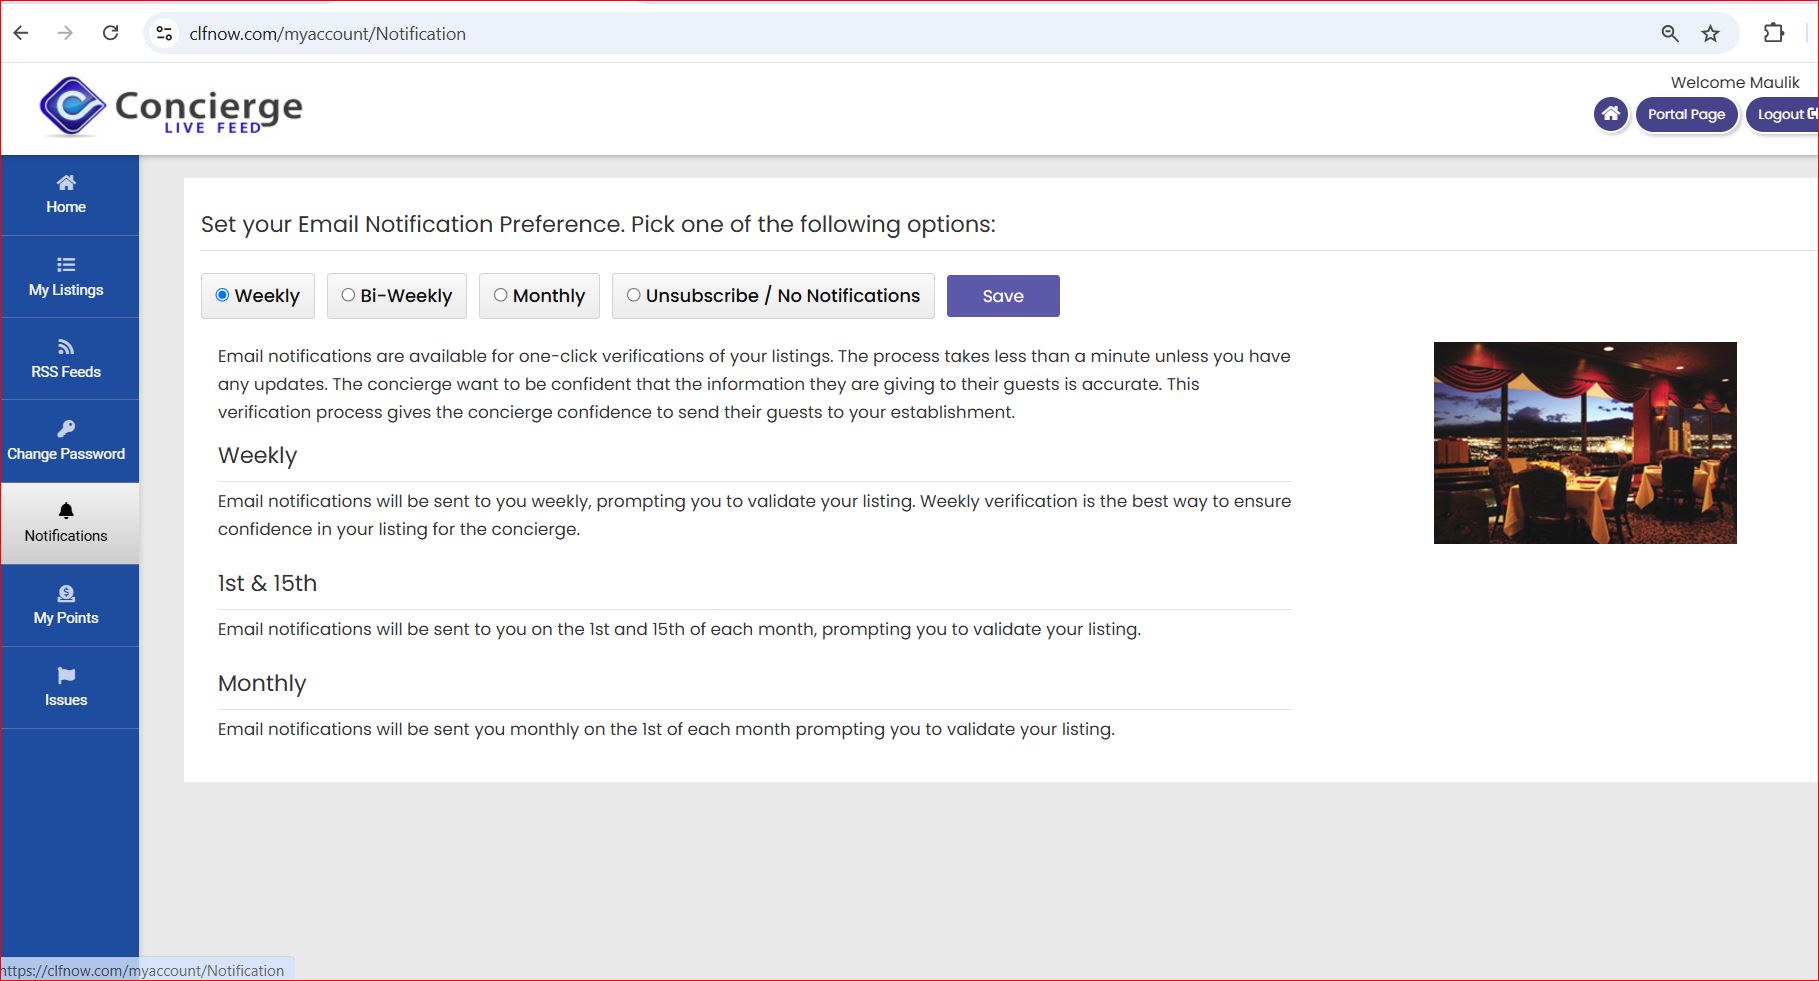 clfnow.com/myaccount/Notification
Concierge
LIVE FEED
Welcome Maulik
Portal Page
Logout
Home
My Listings
RSS Feeds
Change Password
Notifications
My Points
Issues
Set your Email Notification Preference. Pick one of the following options:
Weekly
Bi-Weekly
Monthly
Unsubscribe / No Notifications
Save
Email notifications are available for one-click verifications of your listings. The process takes less than a minute unless you have
any updates. The concierge want to be confident that the information they are giving to their guests is accurate. This
verification process gives the concierge confidence to send their guests to your establishment.
Weekly
Email notifications will be sent to you weekly, prompting you to validate your listing. Weekly verification is the best way to ensure
confidence in your listing for the concierge.
1st & 15th
Email notifications will be sent to you on the 1st and 15th of each month, prompting you to validate your listing.
Monthly
Email notifications will be sent you monthly on the 1st of each month prompting you to validate your listing.
https://clfnow.com/myaccount/Notification